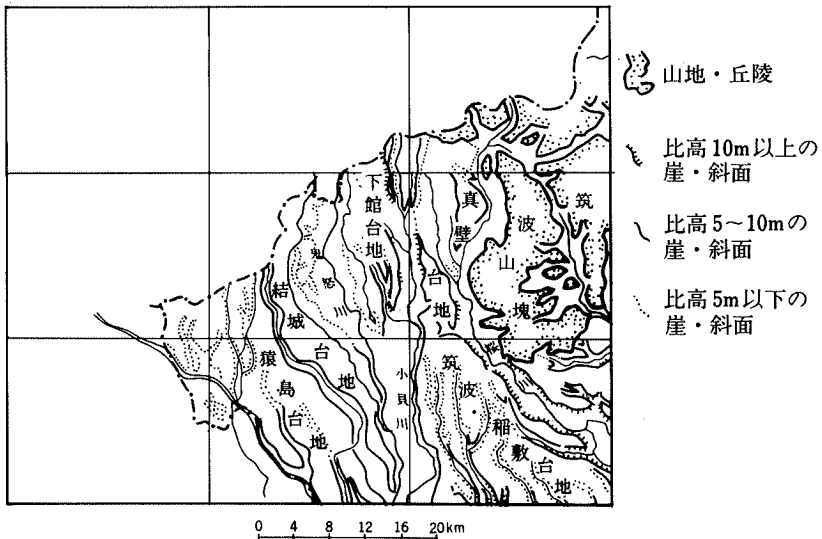 山地・丘陵
比高10m以上の
崖・斜面
比高5～10mの
崖・斜面
比高5m以下の
崖・斜面
下館台地
真壁台地
筑波山塊
鬼怒川
結城台地
猿島台地
小貝川
筑波稲敷台地
0 4 8 12 16 20km